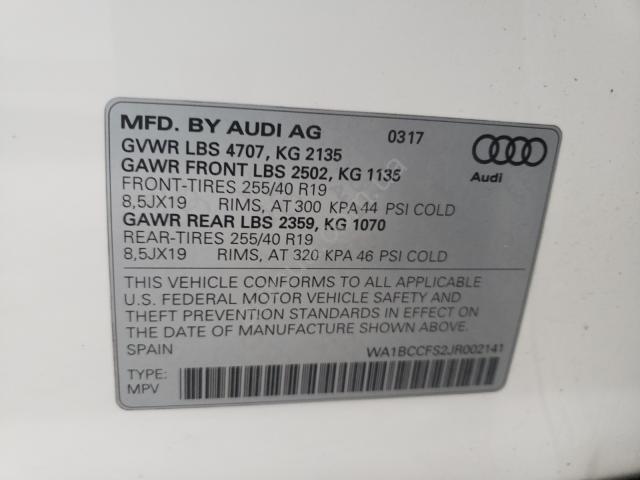 MFD. BY AUDI AG 0317
GVWR LBS 4707, KG 2135
GAWR FRONT LBS 2502, KG 1135
FRONT-TIRES 255/40 R19
8,5JX19 RIMS, AT 300 KPA 44 PSI COLD
GAWR REAR LBS 2359, KG 1070
REAR-TIRES 255/40 R19
8,5JX19 RIMS, AT 320 KPA 46 PSI COLD
Audi
THIS VEHICLE CONFORMS TO ALL APPLICABLE
U.S. FEDERAL MOTOR VEHICLE SAFETY AND
THEFT PREVENTION STANDARDS IN EFFECT ON
THE DATE OF MANUFACTURE SHOWN ABOVE.
SPAIN WA1BCCFS2JR002141
TYPE:
MPV